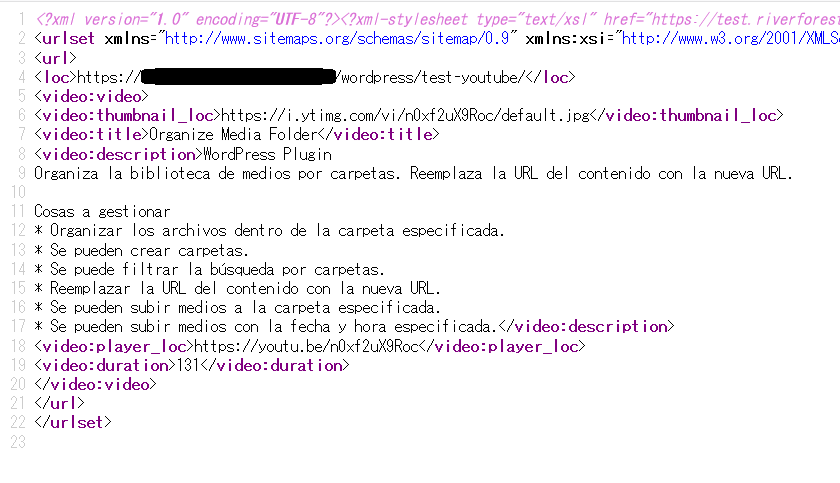 1 <?xml version="1.0" encoding="UTF-8"?><?xml-stylesheet type="text/xsl" href="https://test.riverforest
2 <urlset xmlns="http://www.sitemaps.org/schemas/sitemap/0.9" xmlns:xsi="http://www.w3.org/2001/XMLS
3 <url>
4 <loc>https:// /wordpress/test-youtube/</loc>
5 <video:video>
6 <video:thumbnail_loc>https://i.ytimg.com/vi/n0xf2uX9Roc/default.jpg</video:thumbnail_loc>
7 <video:title>Organize Media Folder</video:title>
8 <video:description>WordPress Plugin
9 Organiza la biblioteca de medios por carpetas. Reemplaza la URL del contenido con la nueva URL.
10
11 Cosas a gestionar
12 * Organizar los archivos dentro de la carpeta especificada.
13 * Se pueden crear carpetas.
14 * Se puede filtrar la búsqueda por carpetas.
15 * Reemplazar la URL del contenido con la nueva URL.
16 * Se pueden subir medios a la carpeta especificada.
17 * Se pueden subir medios con la fecha y hora especificada.</video:description>
18 <video:player_loc>https://youtu.be/n0xf2uX9Roc</video:player_loc>
19 <video:duration>131</video:duration>
20 </video:video>
21 </url>
22 </urlset>
23